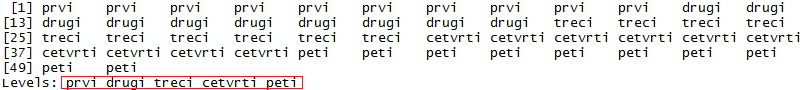 [1] prvi prvi prvi prvi prvi prvi prvi prvi prvi prvi drugi drugi
[13] drugi drugi drugi drugi drugi drugi drugi drugi treci treci treci treci
[25] treci treci treci treci treci treci cetvrti cetvrti cetvrti cetvrti cetvrti cetvrti
[37] cetvrti cetvrti cetvrti cetvrti peti peti peti peti peti peti peti peti
[49] peti peti
Levels: prvi drugi treci cetvrti peti